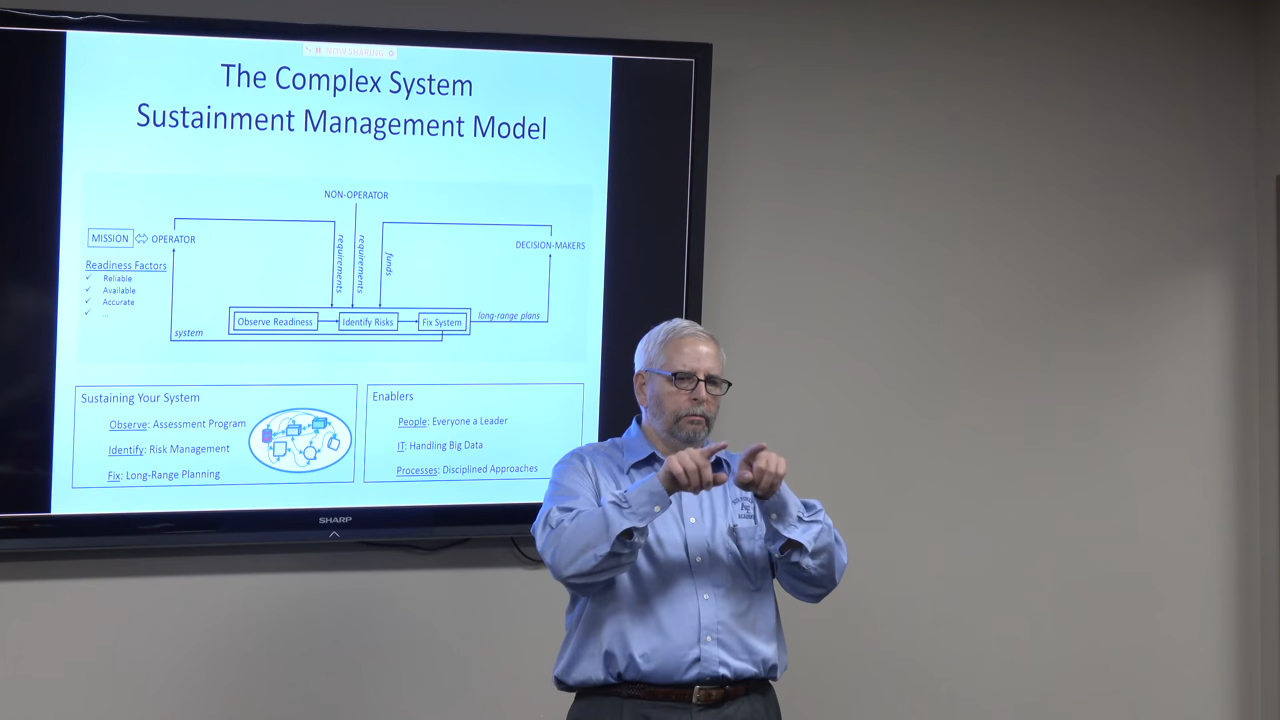 NOW SHARING
The Complex System
Sustainment Management Model
NON-OPERATOR
MISSION
OPERATOR
DECISION-MAKERS
requirements
requirements
funds
Readiness Factors
✓ Reliable
✓ Available
✓ Accurate
✓ ...
Observe Readiness
Identify Risks
Fix System
long-range plans
system
Sustaining Your System
Observe: Assessment Program
Identify: Risk Management
Fix: Long-Range Planning
Enablers
People: Everyone a Leader
IT: Handling Big Data
Processes: Disciplined Approaches
SHARP